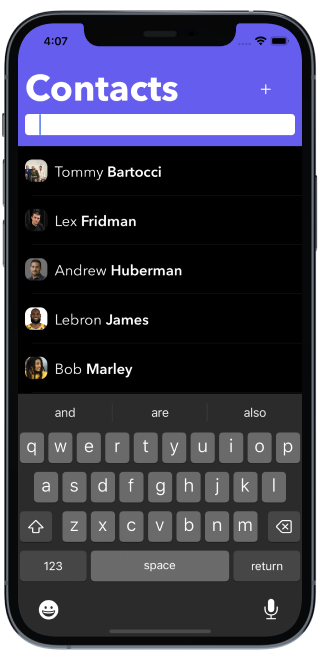 4:07
Contacts
+
Tommy Bartocci
Lex Fridman
Andrew Huberman
Lebron James
Bob Marley
and are also
q w e r t y u i o p
a s d f g h j k l
z x c v b n m
123 space return